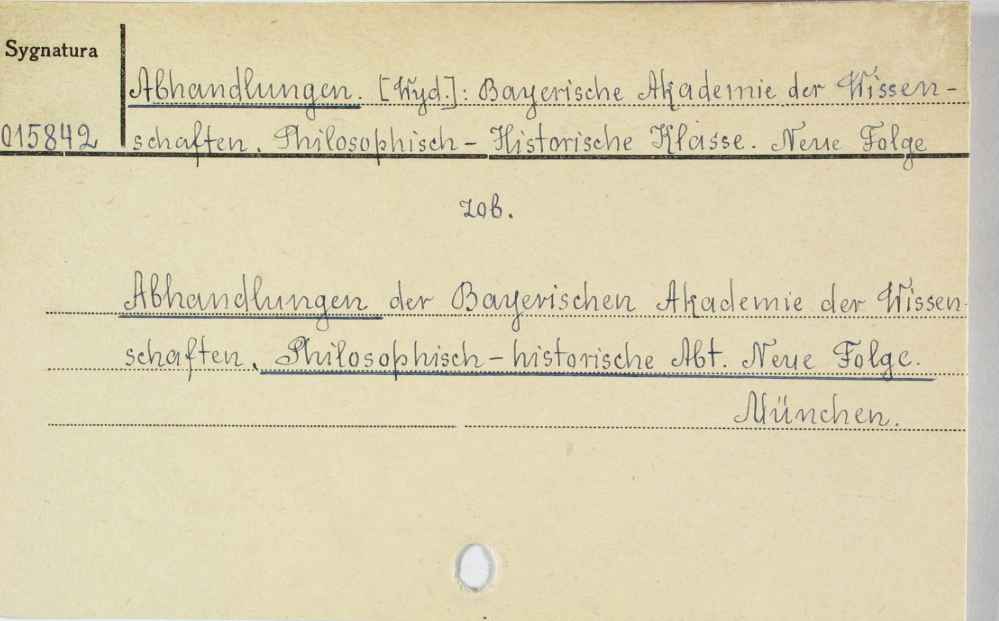 Sygnatura
Abhandlungen. [Wyd.]: Bayerische Akademie der Wissen-
015842 schaften. Philosophisch-Historische Klasse. Neue Folge
zob.
Abhandlungen der Bayerischen Akademie der Wissen-
schaften. Philosophisch-historische Abt. Neue Folge.
München.